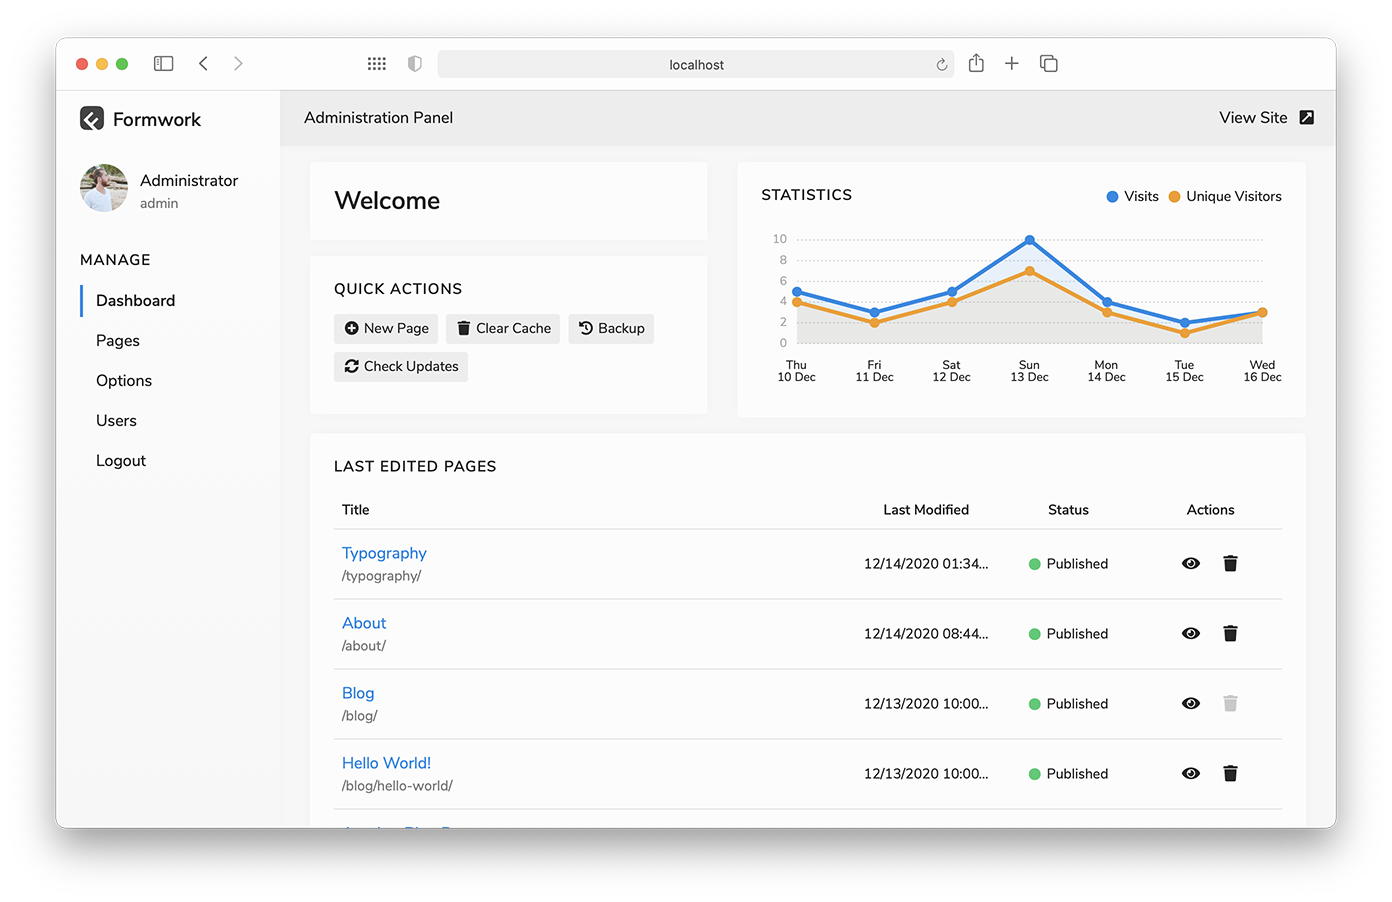 localhost
Formwork
Administration Panel
View Site
Administrator
admin
MANAGE
Dashboard
Pages
Options
Users
Logout
Welcome
QUICK ACTIONS
New Page
Clear Cache
Backup
Check Updates
STATISTICS
Visits
Unique Visitors
10
8
6
4
2
0
Thu
10 Dec
Fri
11 Dec
Sat
12 Dec
Sun
13 Dec
Mon
14 Dec
Tue
15 Dec
Wed
16 Dec
LAST EDITED PAGES
Title Last Modified Status Actions
Typography
/typography/
12/14/2020 01:34... Published
About
/about/
12/14/2020 08:44... Published
Blog
/blog/
12/13/2020 10:00... Published
Hello World!
/blog/hello-world/
12/13/2020 10:00... Published